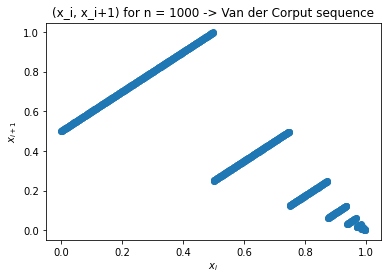 (x_i, x_i+1) for n = 1000 -> Van der Corput sequence
1.0
0.8
0.6
0.4
0.2
0.0
x_{i+1}
0.0 0.2 0.4 0.6 0.8 1.0
x_i